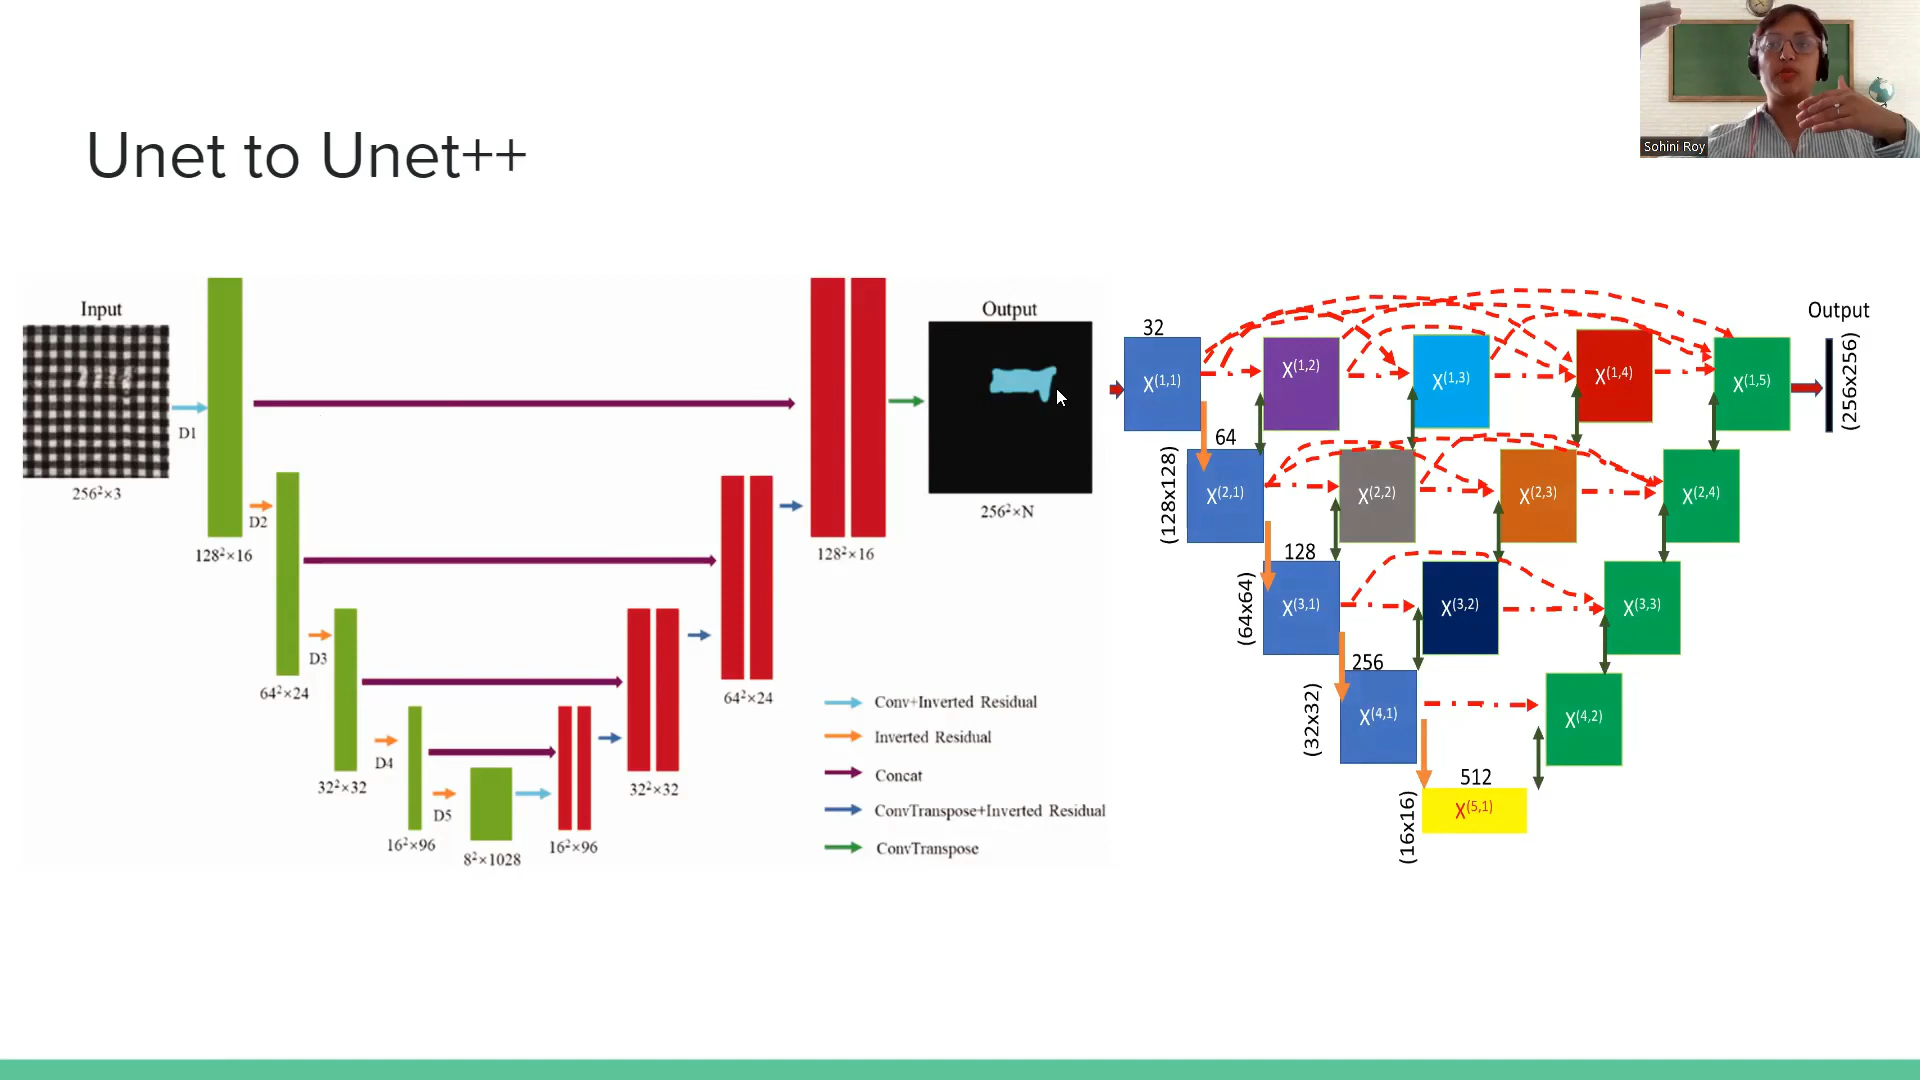 Sohini Roy
Unet to Unet++
Input
256²×3
D1
128²×16
D2
64²×24
D3
32²×32
D4
16²×96
D5
8²×1028
16²×96
32²×32
64²×24
128²×16
Output
256²×N
Conv+Inverted Residual
Inverted Residual
Concat
ConvTranspose+Inverted Residual
ConvTranspose
32
X(1,1)
X(1,2)
X(1,3)
X(1,4)
X(1,5)
Output
(256x256)
64
(128x128)
X(2,1)
X(2,2)
X(2,3)
X(2,4)
128
(64x64)
X(3,1)
X(3,2)
X(3,3)
256
(32x32)
X(4,1)
X(4,2)
512
(16x16)
X(5,1)